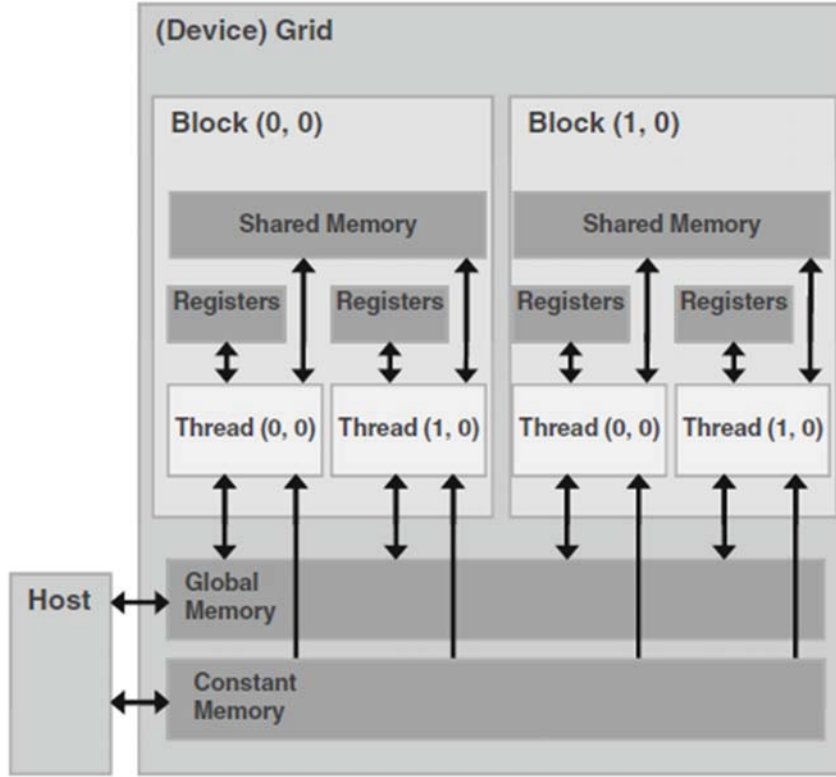 (Device) Grid
Block (0, 0)
Block (1, 0)
Shared Memory
Shared Memory
Registers
Registers
Registers
Registers
Thread (0, 0)
Thread (1, 0)
Thread (0, 0)
Thread (1, 0)
Host
Global
Memory
Constant
Memory